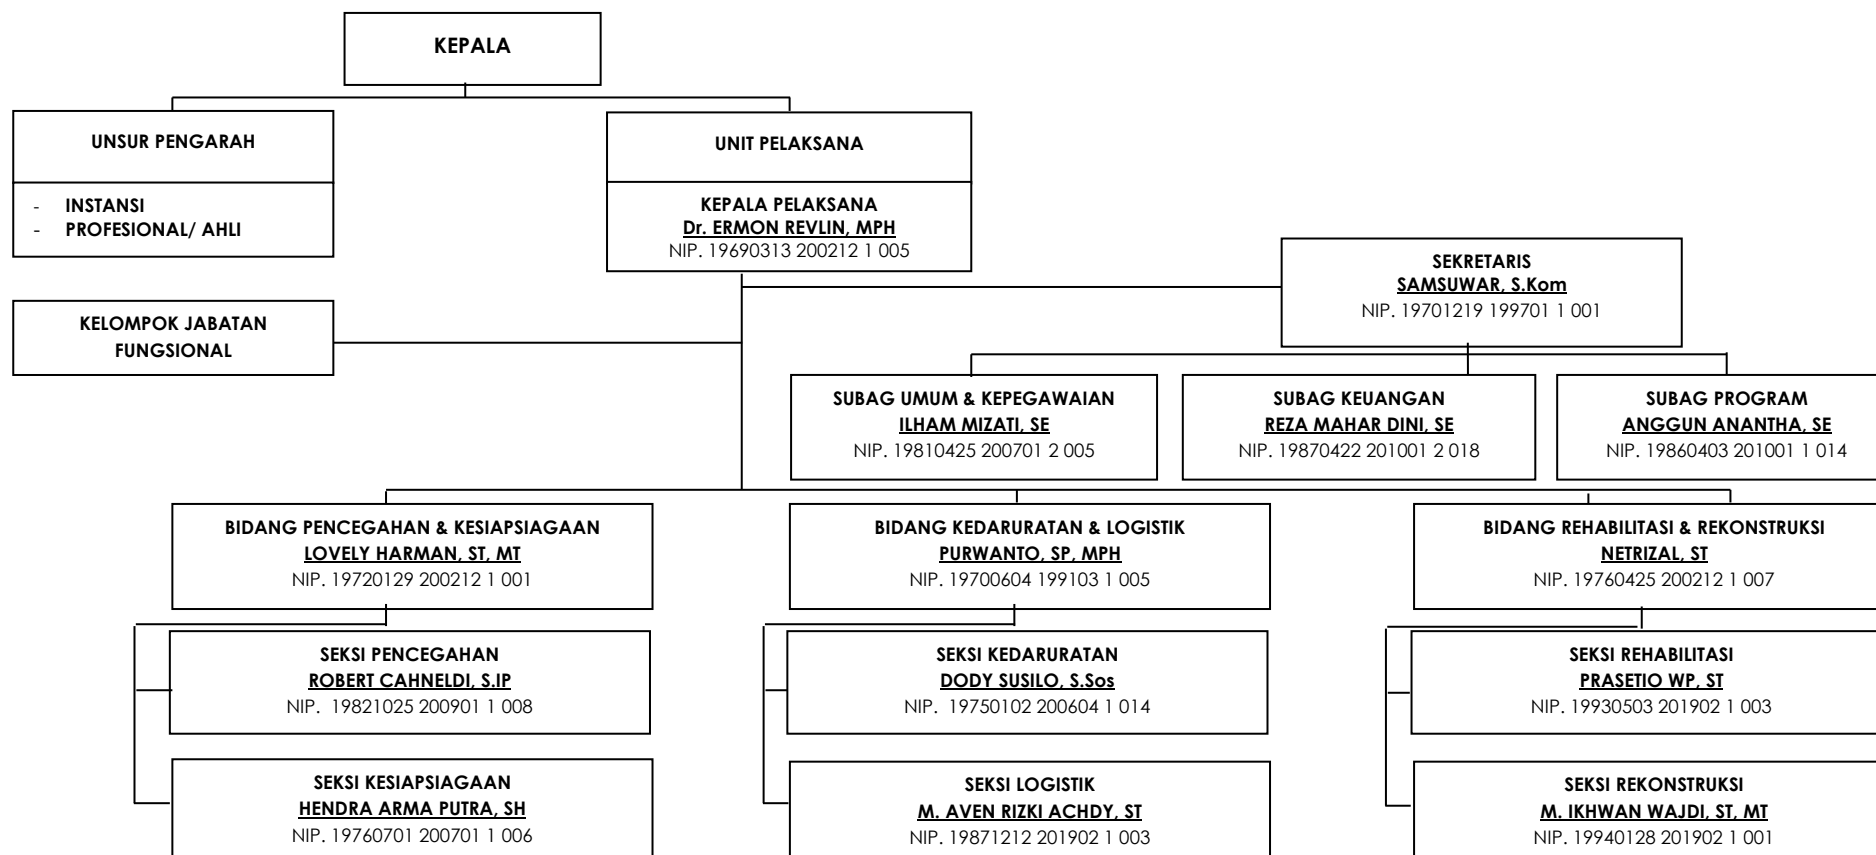 KEPALA
UNSUR PENGARAH
- INSTANSI
- PROFESIONAL/ AHLI
UNIT PELAKSANA
KEPALA PELAKSANA
Dr. ERMON REVLIN, MPH
NIP. 19690313 200212 1 005
SEKRETARIS
SAMSUWAR, S.Kom
NIP. 19701219 199701 1 001
KELOMPOK JABATAN
FUNGSIONAL
SUBAG UMUM & KEPEGAWAIAN
ILHAM MIZATI, SE
NIP. 19810425 200701 2 005
SUBAG KEUANGAN
REZA MAHAR DINI, SE
NIP. 19870422 201001 2 018
SUBAG PROGRAM
ANGGUN ANANTHA, SE
NIP. 19860403 201001 1 014
BIDANG PENCEGAHAN & KESIAPSIAGAAN
LOVELY HARMAN, ST, MT
NIP. 19720129 200212 1 001
BIDANG KEDARURATAN & LOGISTIK
PURWANTO, SP, MPH
NIP. 19700604 199103 1 005
BIDANG REHABILITASI & REKONSTRUKSI
NETRIZAL, ST
NIP. 19760425 200212 1 007
SEKSI PENCEGAHAN
ROBERT CAHNELDI, S.IP
NIP. 19821025 200901 1 008
SEKSI KEDARURATAN
DODY SUSILO, S.Sos
NIP. 19750102 200604 1 014
SEKSI REHABILITASI
PRASETIO WP, ST
NIP. 19930503 201902 1 003
SEKSI KESIAPSIAGAAN
HENDRA ARMA PUTRA, SH
NIP. 19760701 200701 1 006
SEKSI LOGISTIK
M. AVEN RIZKI ACHDY, ST
NIP. 19871212 201902 1 003
SEKSI REKONSTRUKSI
M. IKHWAN WAJDI, ST, MT
NIP. 19940128 201902 1 001